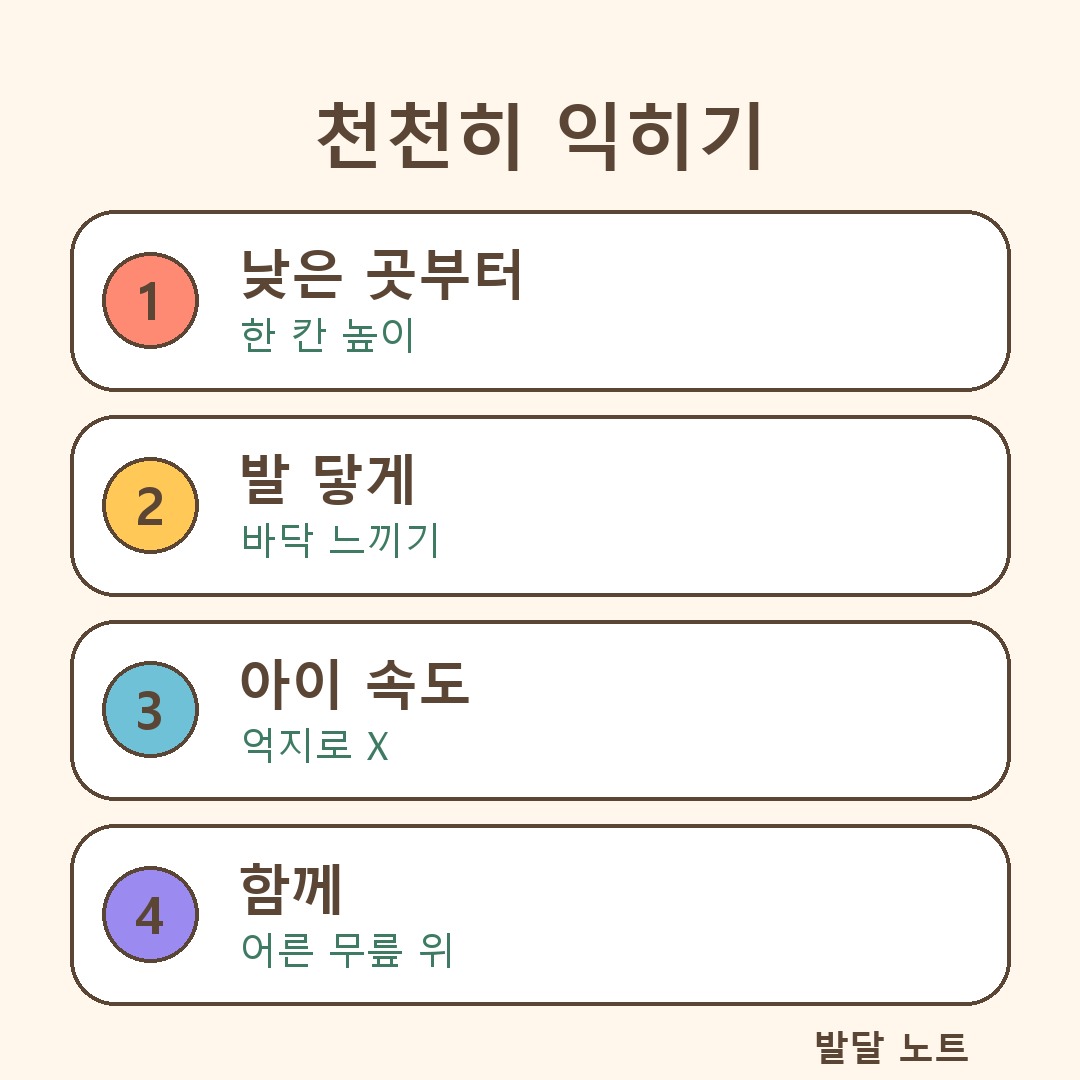 천천히 익히기
1
낮은 곳부터
한 칸 높이
2
발 닿게
바닥 느끼기
3
아이 속도
억지로 X
4
함께
어른 무릎 위
발달 노트